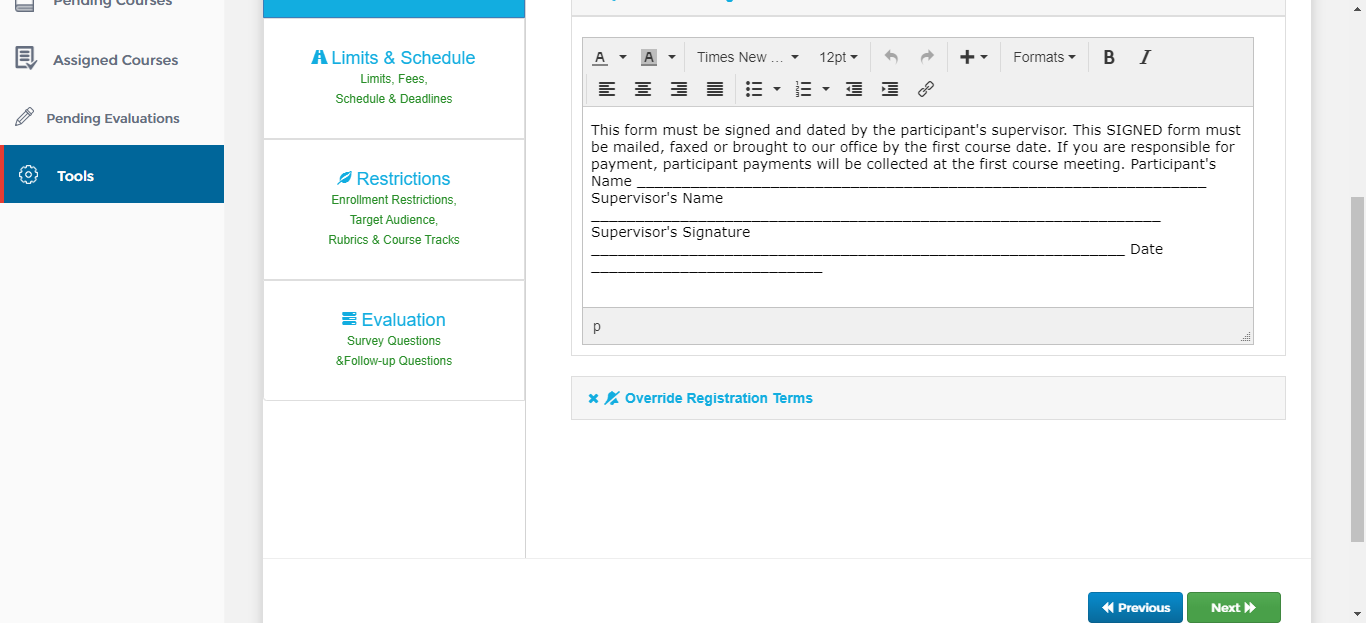 Pending Courses
Assigned Courses
Pending Evaluations
Tools
Limits & Schedule
Limits, Fees,
Schedule & Deadlines
Restrictions
Enrollment Restrictions,
Target Audience,
Rubrics & Course Tracks
Evaluation
Survey Questions
&Follow-up Questions
A A Times New ... 12pt Formats B I
This form must be signed and dated by the participant's supervisor. This SIGNED form must
be mailed, faxed or brought to our office by the first course date. If you are responsible for
payment, participant payments will be collected at the first course meeting. Participant's
Name ________________________________________________________________
Supervisor's Name
________________________________________________________________
Supervisor's Signature
____________________________________________________________ Date
__________________________
p
Override Registration Terms
Previous
Next